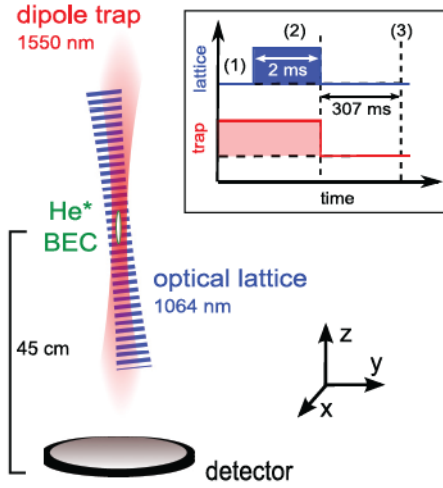 dipole trap
1550 nm
He*
BEC
optical lattice
1064 nm
45 cm
detector
z
y
x
lattice
trap
(1)
(2)
(3)
2 ms
307 ms
time